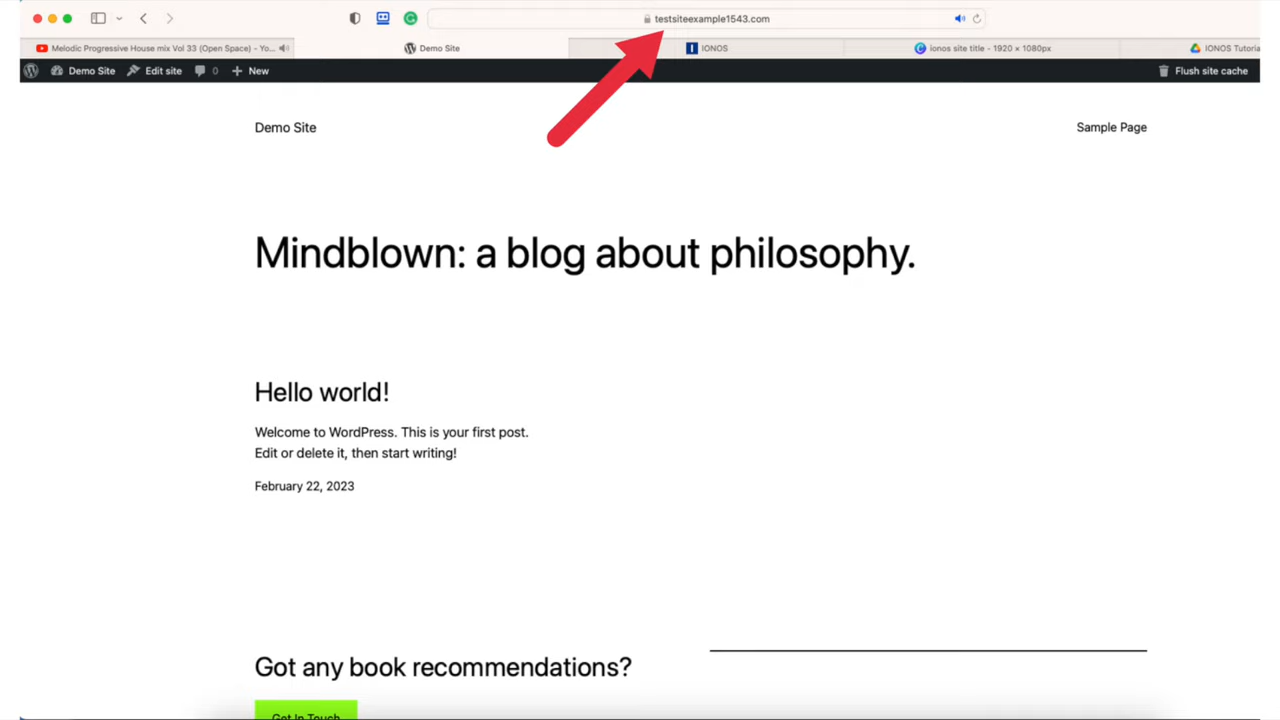 testsiteexample1543.com
Melodic Progressive House mix Vol 33 (Open Space) - Yo...
Demo Site
IONOS
ionos site title - 1920 × 1080px
IONOS Tutoria
Demo Site
Edit site
0
New
Flush site cache
Demo Site
Sample Page
Mindblown: a blog about philosophy.
Hello world!
Welcome to WordPress. This is your first post.
Edit or delete it, then start writing!
February 22, 2023
Got any book recommendations?
Get In Touch